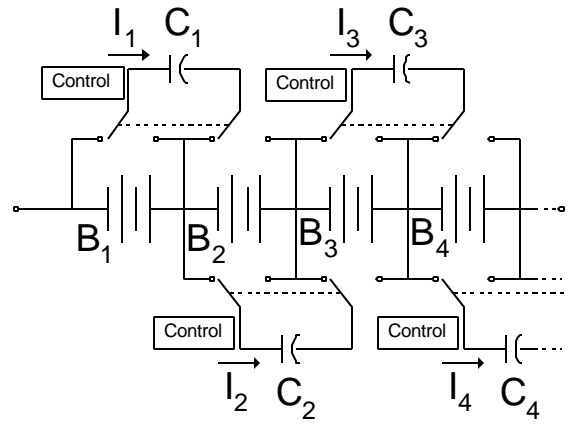 I1 C1 I3 C3
Control Control
B1 B2 B3 B4
Control Control
I2 C2 I4 C4